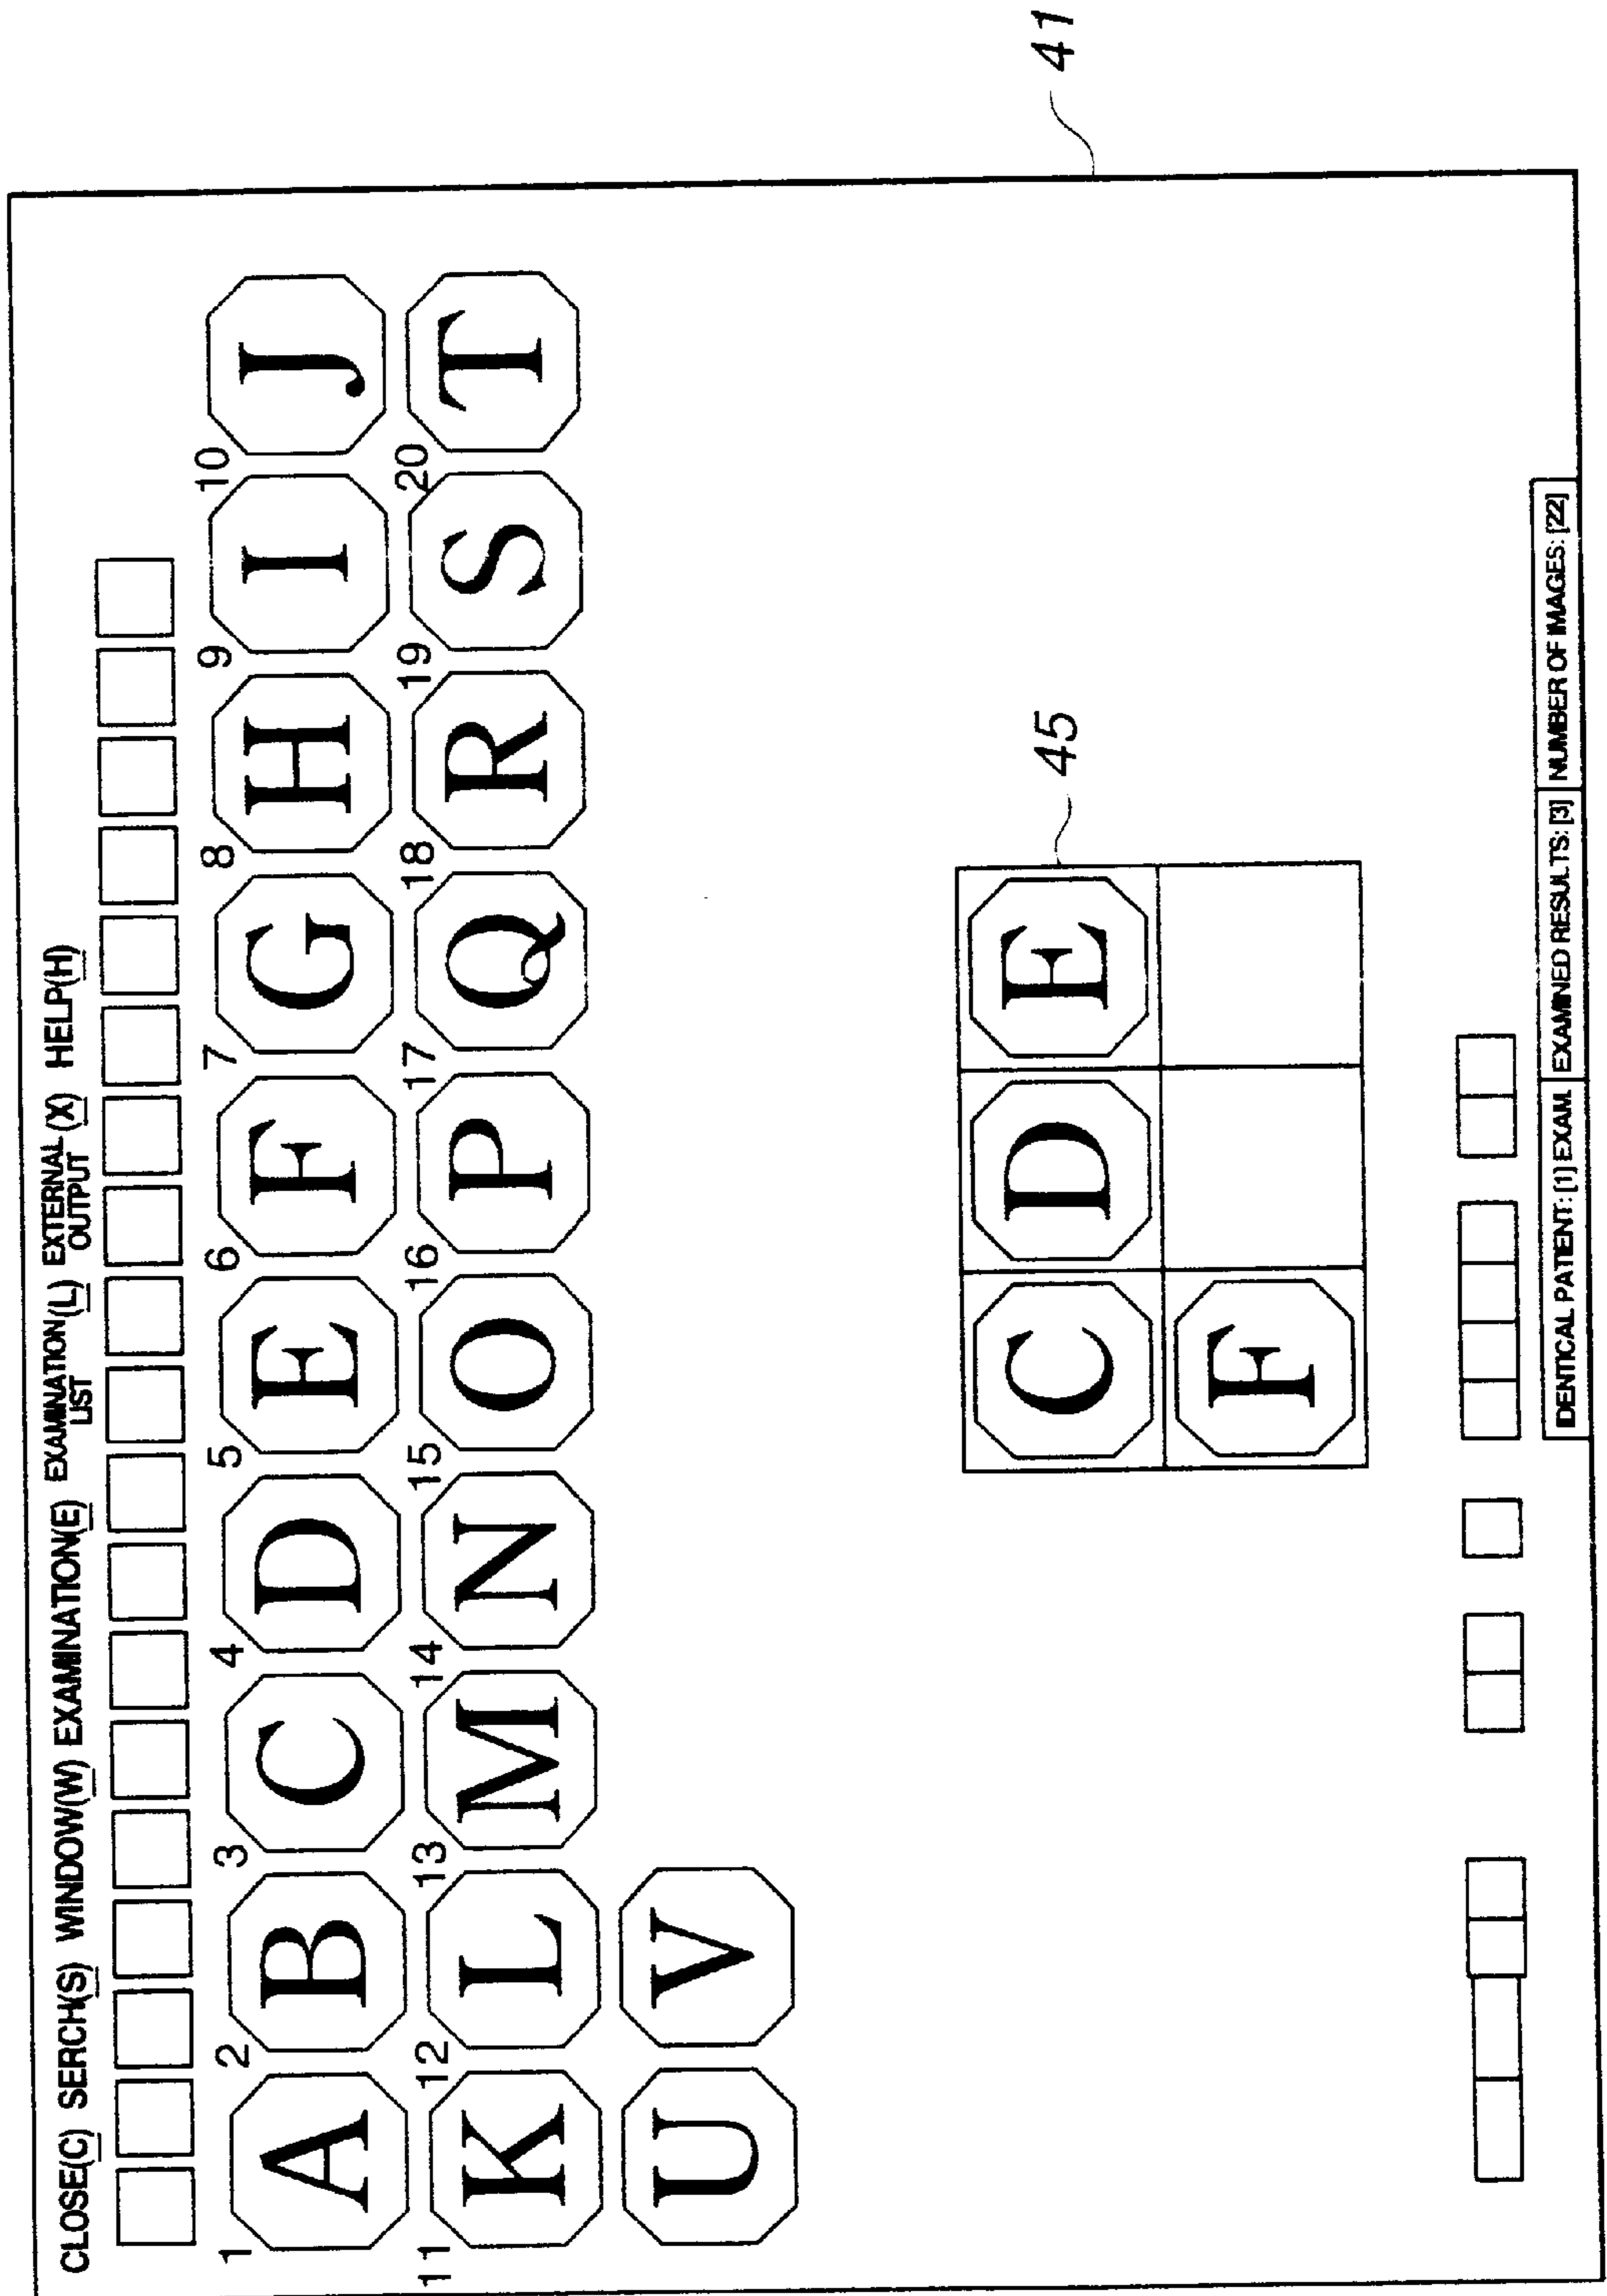 CLOSE(C) SERCH(S) WINDOW(W) EXAMINATION(E) EXAMINATION LIST (L) EXTERNAL OUTPUT (X) HELP(H)
1 2 3 4 5 6 7 8 9 10
A B C D E F G H I J
11 12 13 14 15 16 17 18 19 20
K L M N O P Q R S T
U V
41
45
C D E
F
IDENTICAL PATIENT: [1] EXAM. EXAMINED RESULTS: [3] NUMBER OF IMAGES: [22]